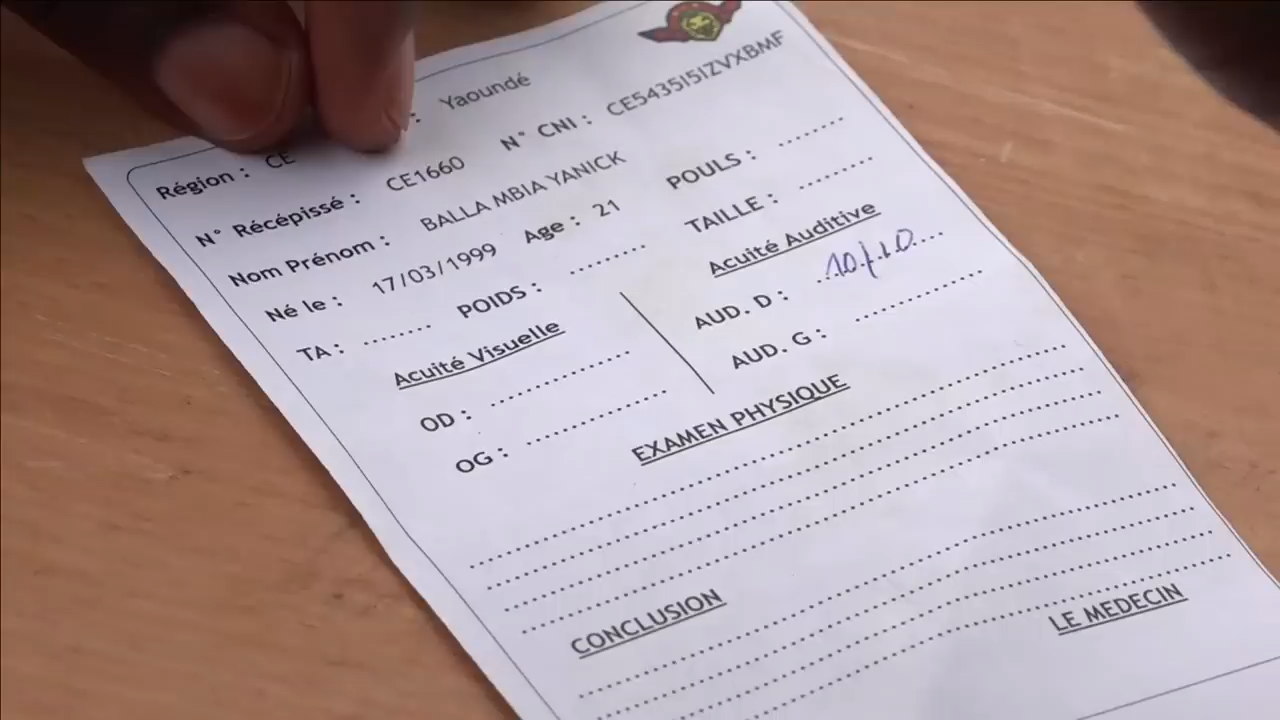 Région : CE : Yaoundé
N° Récépissé : CE1660 N° CNI : CE5435I5IZVXBMF
Nom Prénom : BALLA MBIA YANICK
Né le : 17/03/1999 Age : 21
TA : ....... POIDS : ........... POULS : ..........
TAILLE : ...........
Acuité Visuelle
Acuité Auditive
OD : ....................
OG : ....................
AUD. D : 10/10
AUD. G : ....................
EXAMEN PHYSIQUE
CONCLUSION
LE MEDECIN